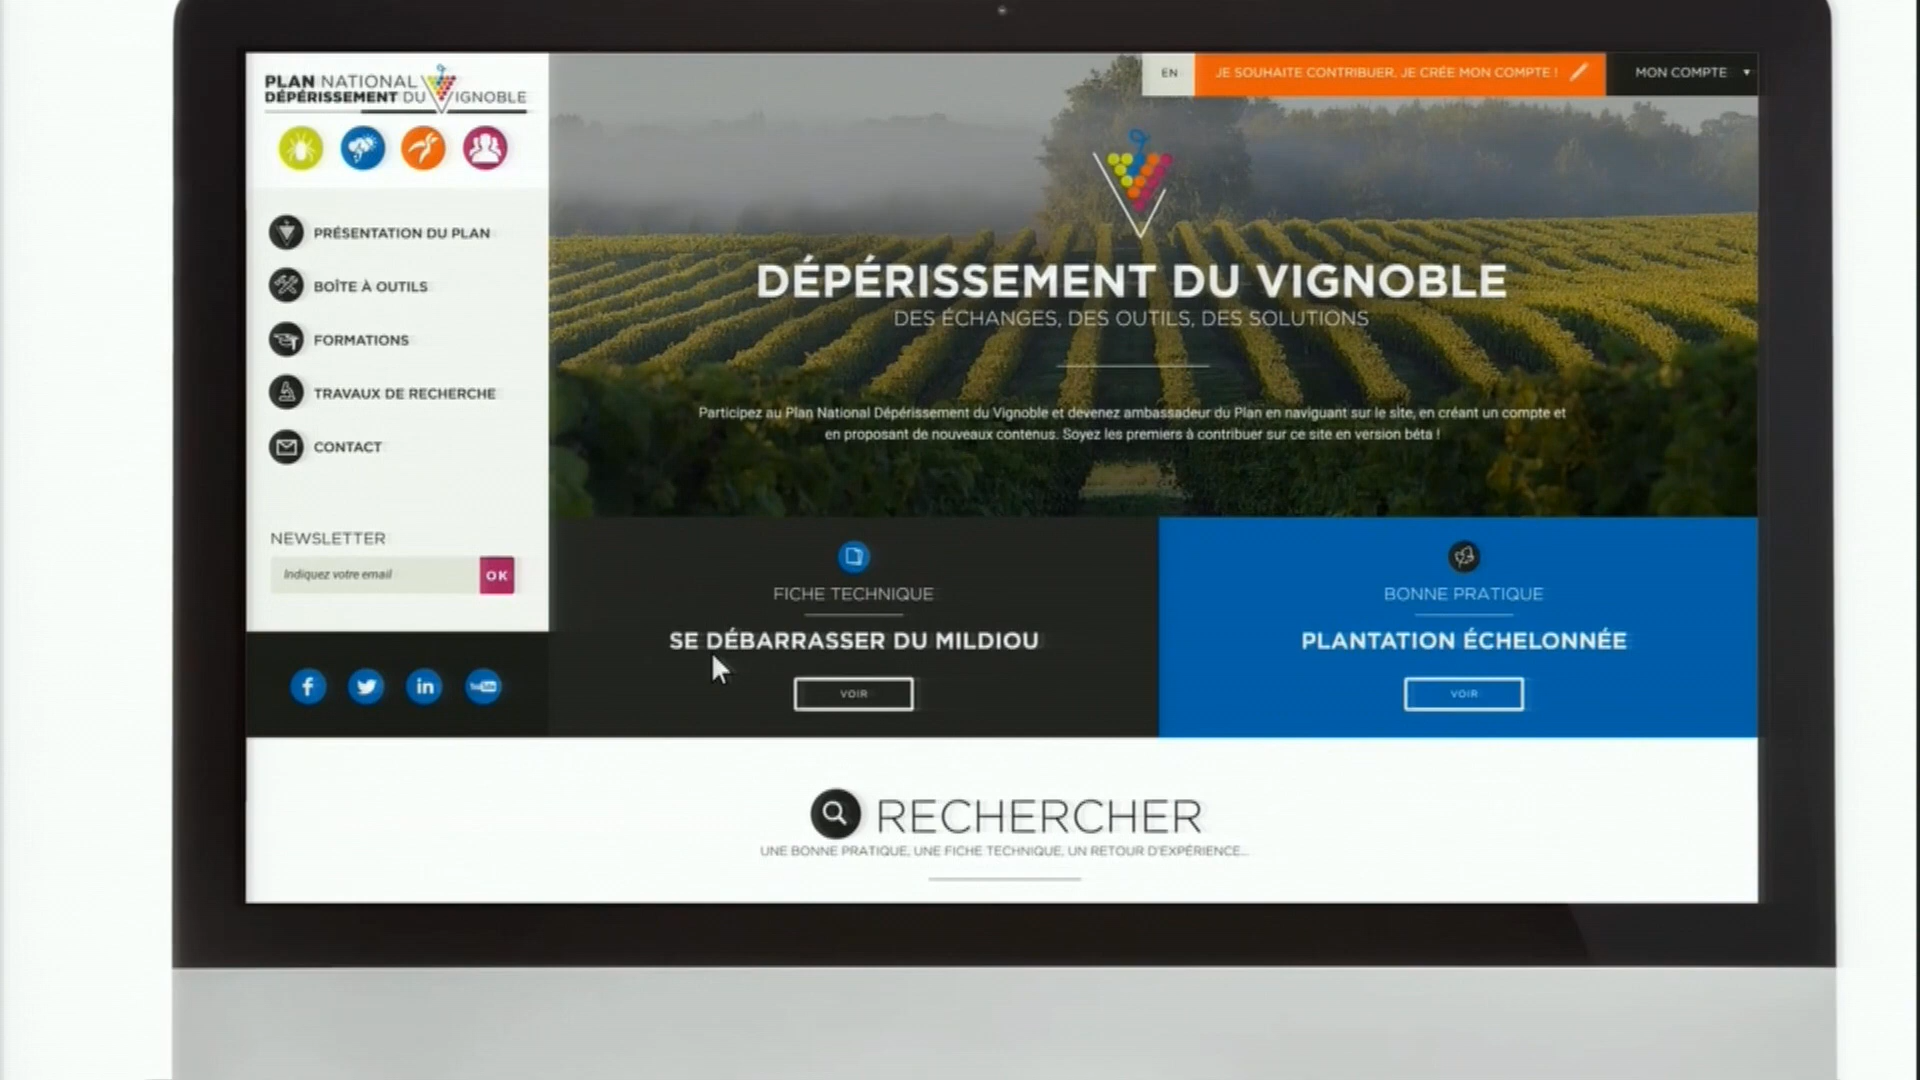 PLAN NATIONAL
DÉPÉRISSEMENT DU VIGNOBLE
PRÉSENTATION DU PLAN
BOÎTE À OUTILS
FORMATIONS
TRAVAUX DE RECHERCHE
CONTACT
NEWSLETTER
Indiquez votre email
OK
EN
JE SOUHAITE CONTRIBUER, JE CRÉE MON COMPTE !
MON COMPTE
DÉPÉRISSEMENT DU VIGNOBLE
DES ÉCHANGES, DES OUTILS, DES SOLUTIONS
Participez au Plan National Dépérissement du Vignoble et devenez ambassadeur du Plan en naviguant sur le site, en créant un compte et
en proposant de nouveaux contenus. Soyez les premiers à contribuer sur ce site en version béta !
FICHE TECHNIQUE
SE DÉBARRASSER DU MILDIOU
VOIR
BONNE PRATIQUE
PLANTATION ÉCHELONNÉE
VOIR
f
in
YouTube
RECHERCHER
UNE BONNE PRATIQUE, UNE FICHE TECHNIQUE, UN RETOUR D'EXPÉRIENCE...